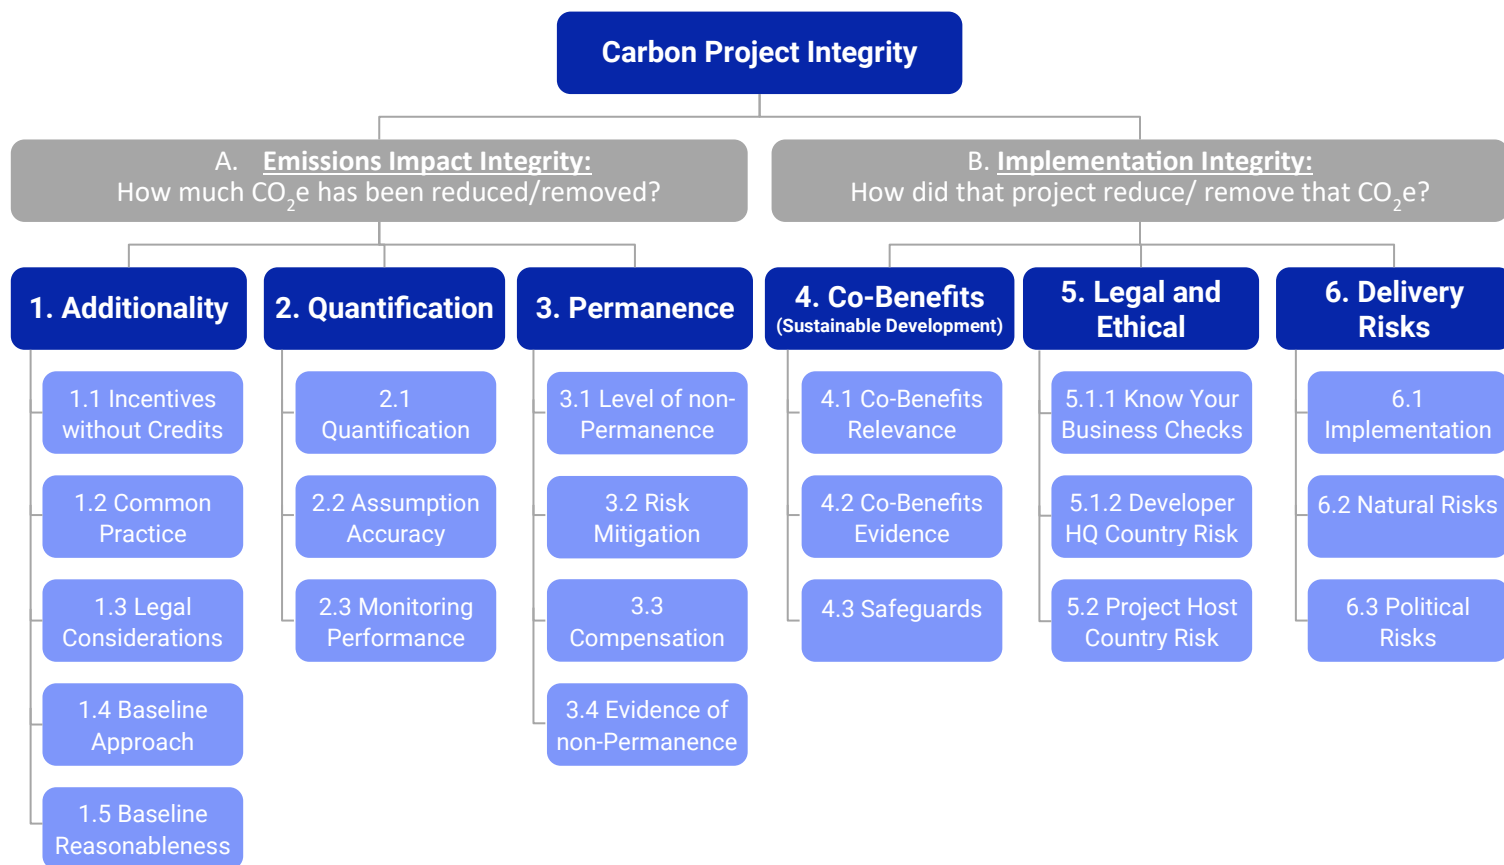 Carbon Project Integrity
A. Emissions Impact Integrity:
How much CO2e has been reduced/removed?
B. Implementation Integrity:
How did that project reduce/ remove that CO2e?
1. Additionality
1.1 Incentives
without Credits
1.2 Common
Practice
1.3 Legal
Considerations
1.4 Baseline
Approach
1.5 Baseline
Reasonableness
2. Quantification
2.1
Quantification
2.2 Assumption
Accuracy
2.3 Monitoring
Performance
3. Permanence
3.1 Level of non-
Permanence
3.2 Risk
Mitigation
3.3
Compensation
3.4 Evidence of
non-Permanence
4. Co-Benefits
(Sustainable Development)
4.1 Co-Benefits
Relevance
4.2 Co-Benefits
Evidence
4.3 Safeguards
5. Legal and
Ethical
5.1.1 Know Your
Business Checks
5.1.2 Developer
HQ Country Risk
5.2 Project Host
Country Risk
6. Delivery
Risks
6.1
Implementation
6.2 Natural Risks
6.3 Political
Risks